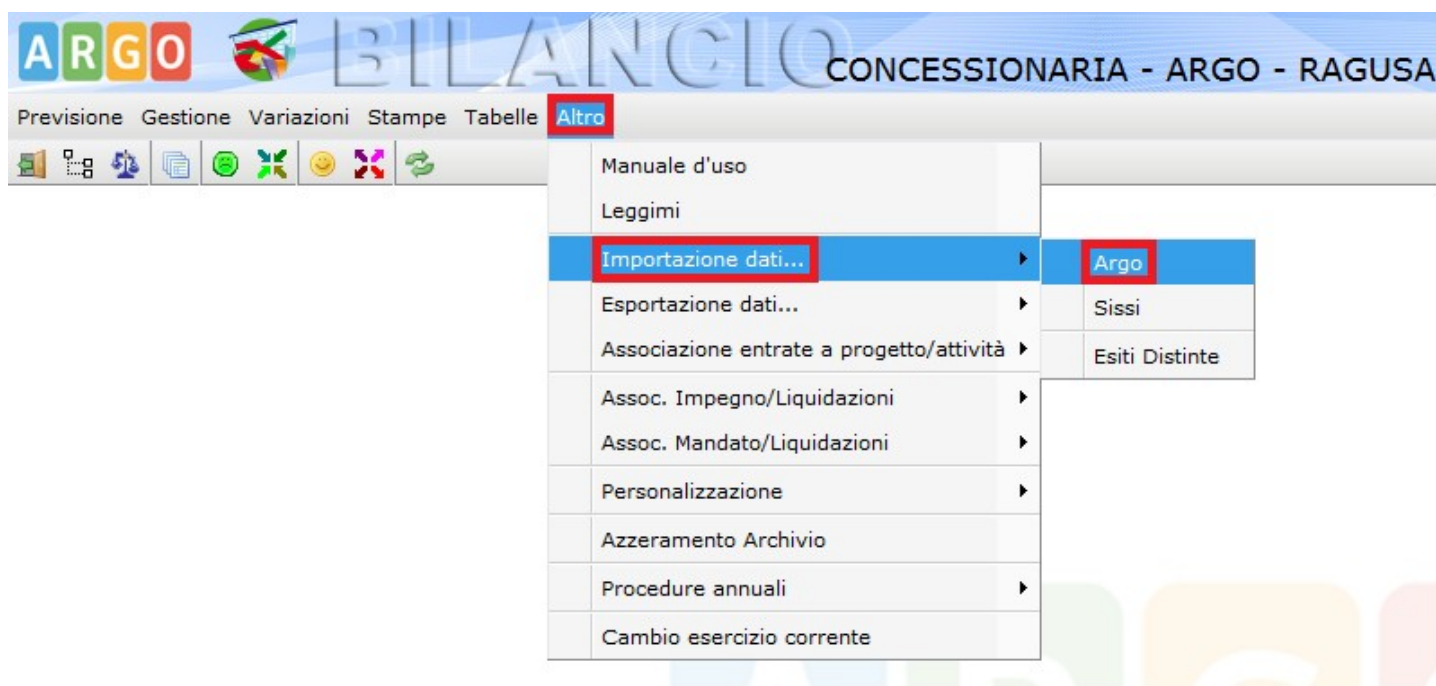 ARGO BILANCIO CONCESSIONARIA - ARGO - RAGUSA
Previsione Gestione Variazioni Stampe Tabelle Altro
Manuale d'uso
Leggimi
Importazione dati...
Argo
Esportazione dati...
Sissi
Associazione entrate a progetto/attività
Esiti Distinte
Assoc. Impegno/Liquidazioni
Assoc. Mandato/Liquidazioni
Personalizzazione
Azzeramento Archivio
Procedure annuali
Cambio esercizio corrente